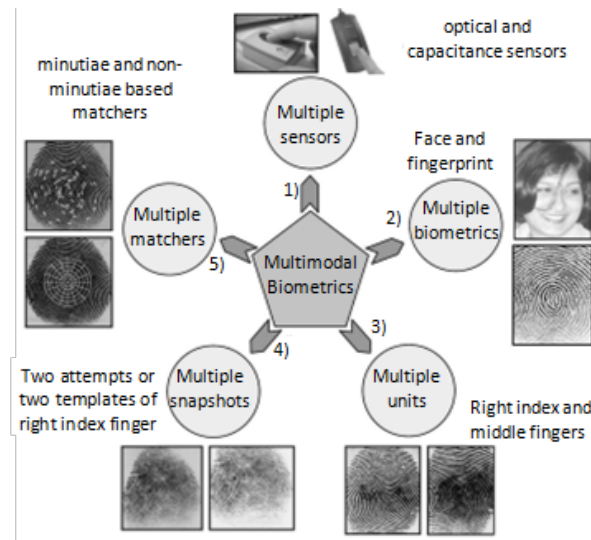 optical and
capacitance sensors
minutiae and non-
minutiae based
matchers
Multiple
sensors
Face and
fingerprint
1)
2)
Multiple
biometrics
Multiple
matchers
5)
Multimodal
Biometrics
3)
4)
Two attempts or
two templates of
right index finger
Multiple
snapshots
Multiple
units
Right index and
middle fingers